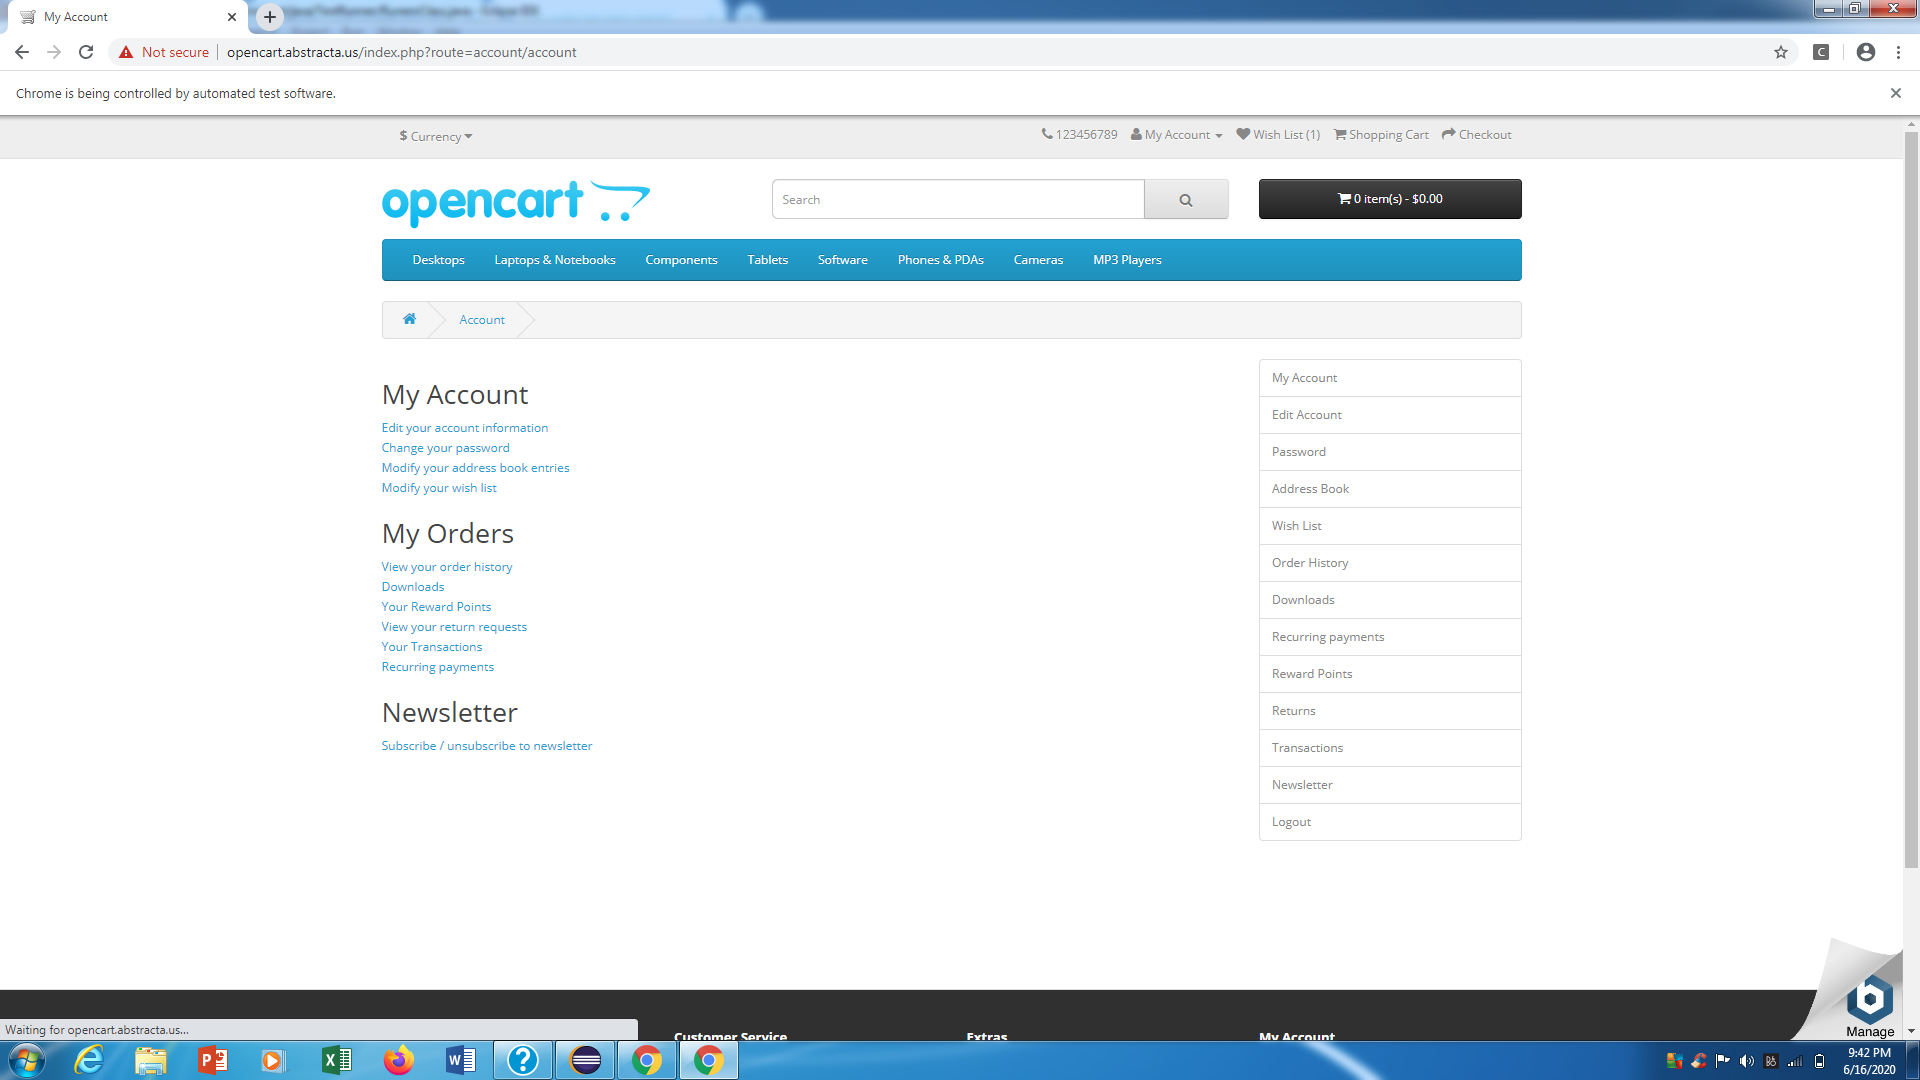 My Account
Not secure
opencart.abstracta.us/index.php?route=account/account
Chrome is being controlled by automated test software.
$ Currency
123456789 My Account Wish List (1) Shopping Cart Checkout
opencart
Search
0 item(s) - $0.00
Desktops Laptops & Notebooks Components Tablets Software Phones & PDAs Cameras MP3 Players
Account
My Account
Edit your account information
Change your password
Modify your address book entries
Modify your wish list
My Orders
View your order history
Downloads
Your Reward Points
View your return requests
Your Transactions
Recurring payments
Newsletter
Subscribe / unsubscribe to newsletter
My Account
Edit Account
Password
Address Book
Wish List
Order History
Downloads
Recurring payments
Reward Points
Returns
Transactions
Newsletter
Logout
Manage
Waiting for opencart.abstracta.us...
Customer Service
Extras
My Account
9:42 PM
6/16/2020